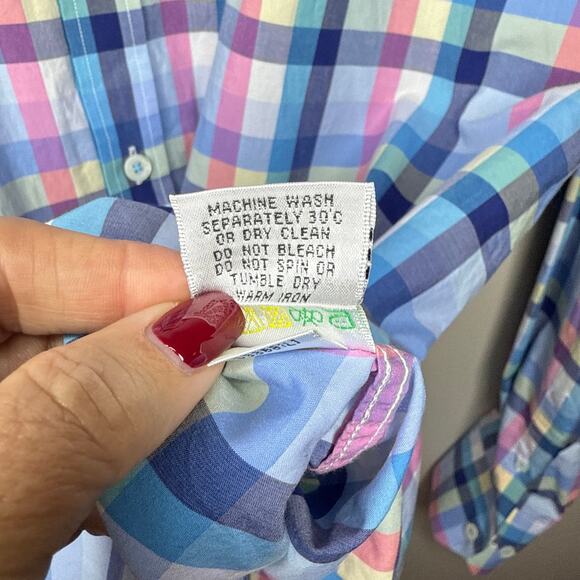 MACHINE WASH
SEPARATELY 30°C
OR DRY CLEAN
DO NOT BLEACH
DO NOT SPIN OR
TUMBLE DRY
WARM IRON